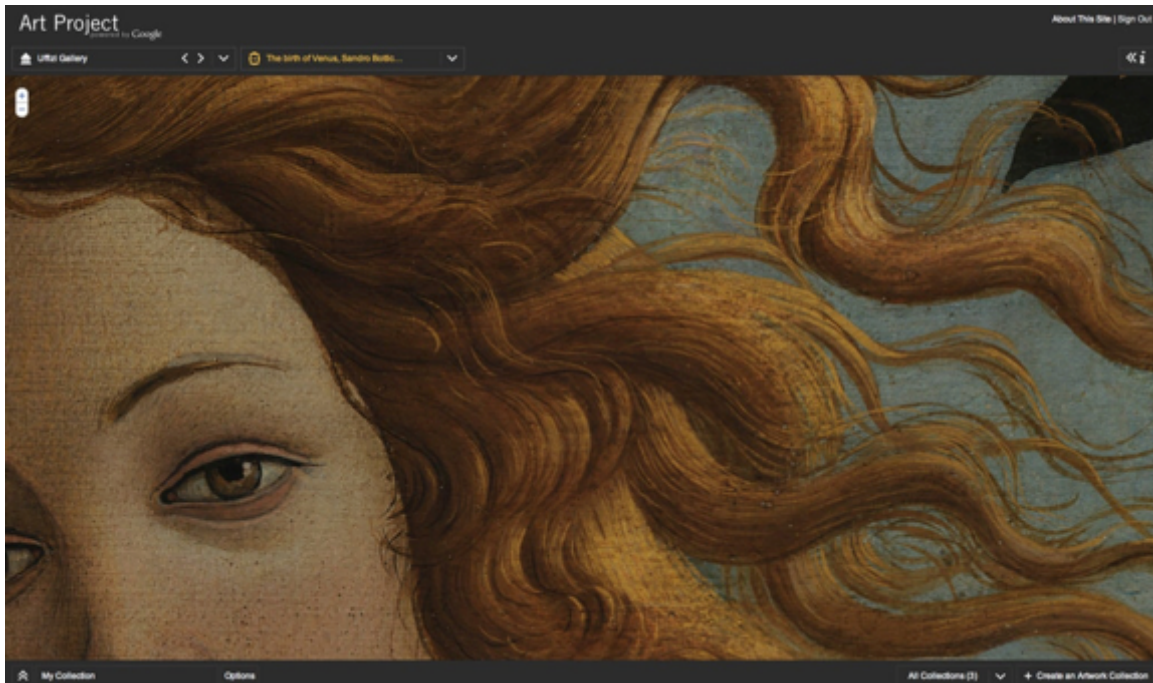 Art Project
powered by Google
About This Site | Sign Out
Uffizi Gallery
The birth of Venus, Sandro Bottic...
My Collection
Options
All Collections (3)
+ Create an Artwork Collection